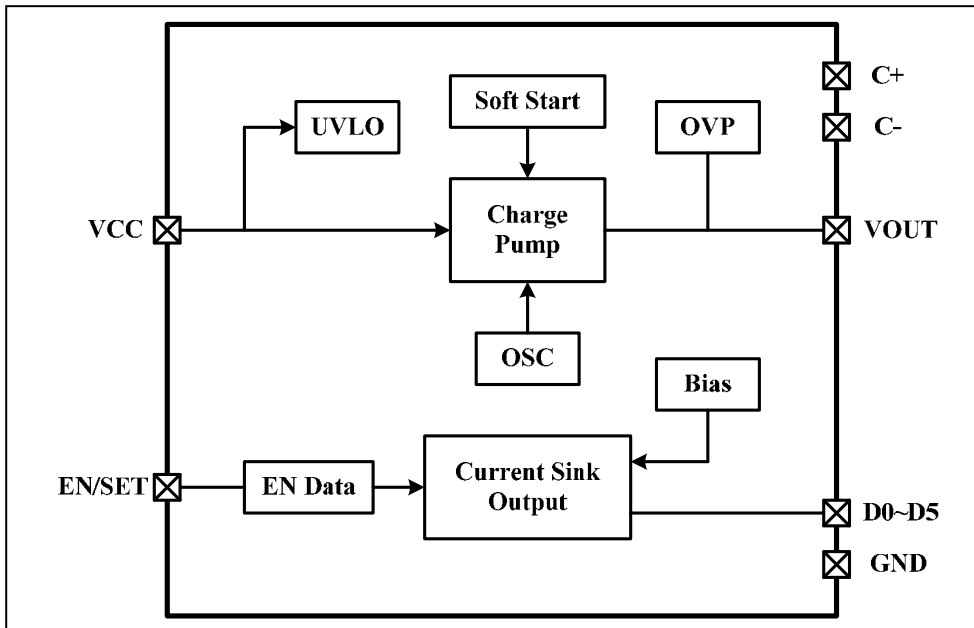 C+
Soft Start
UVLO
OVP
C-
VCC
Charge
Pump
VOUT
OSC
Bias
EN/SET
EN Data
Current Sink
Output
D0~D5
GND